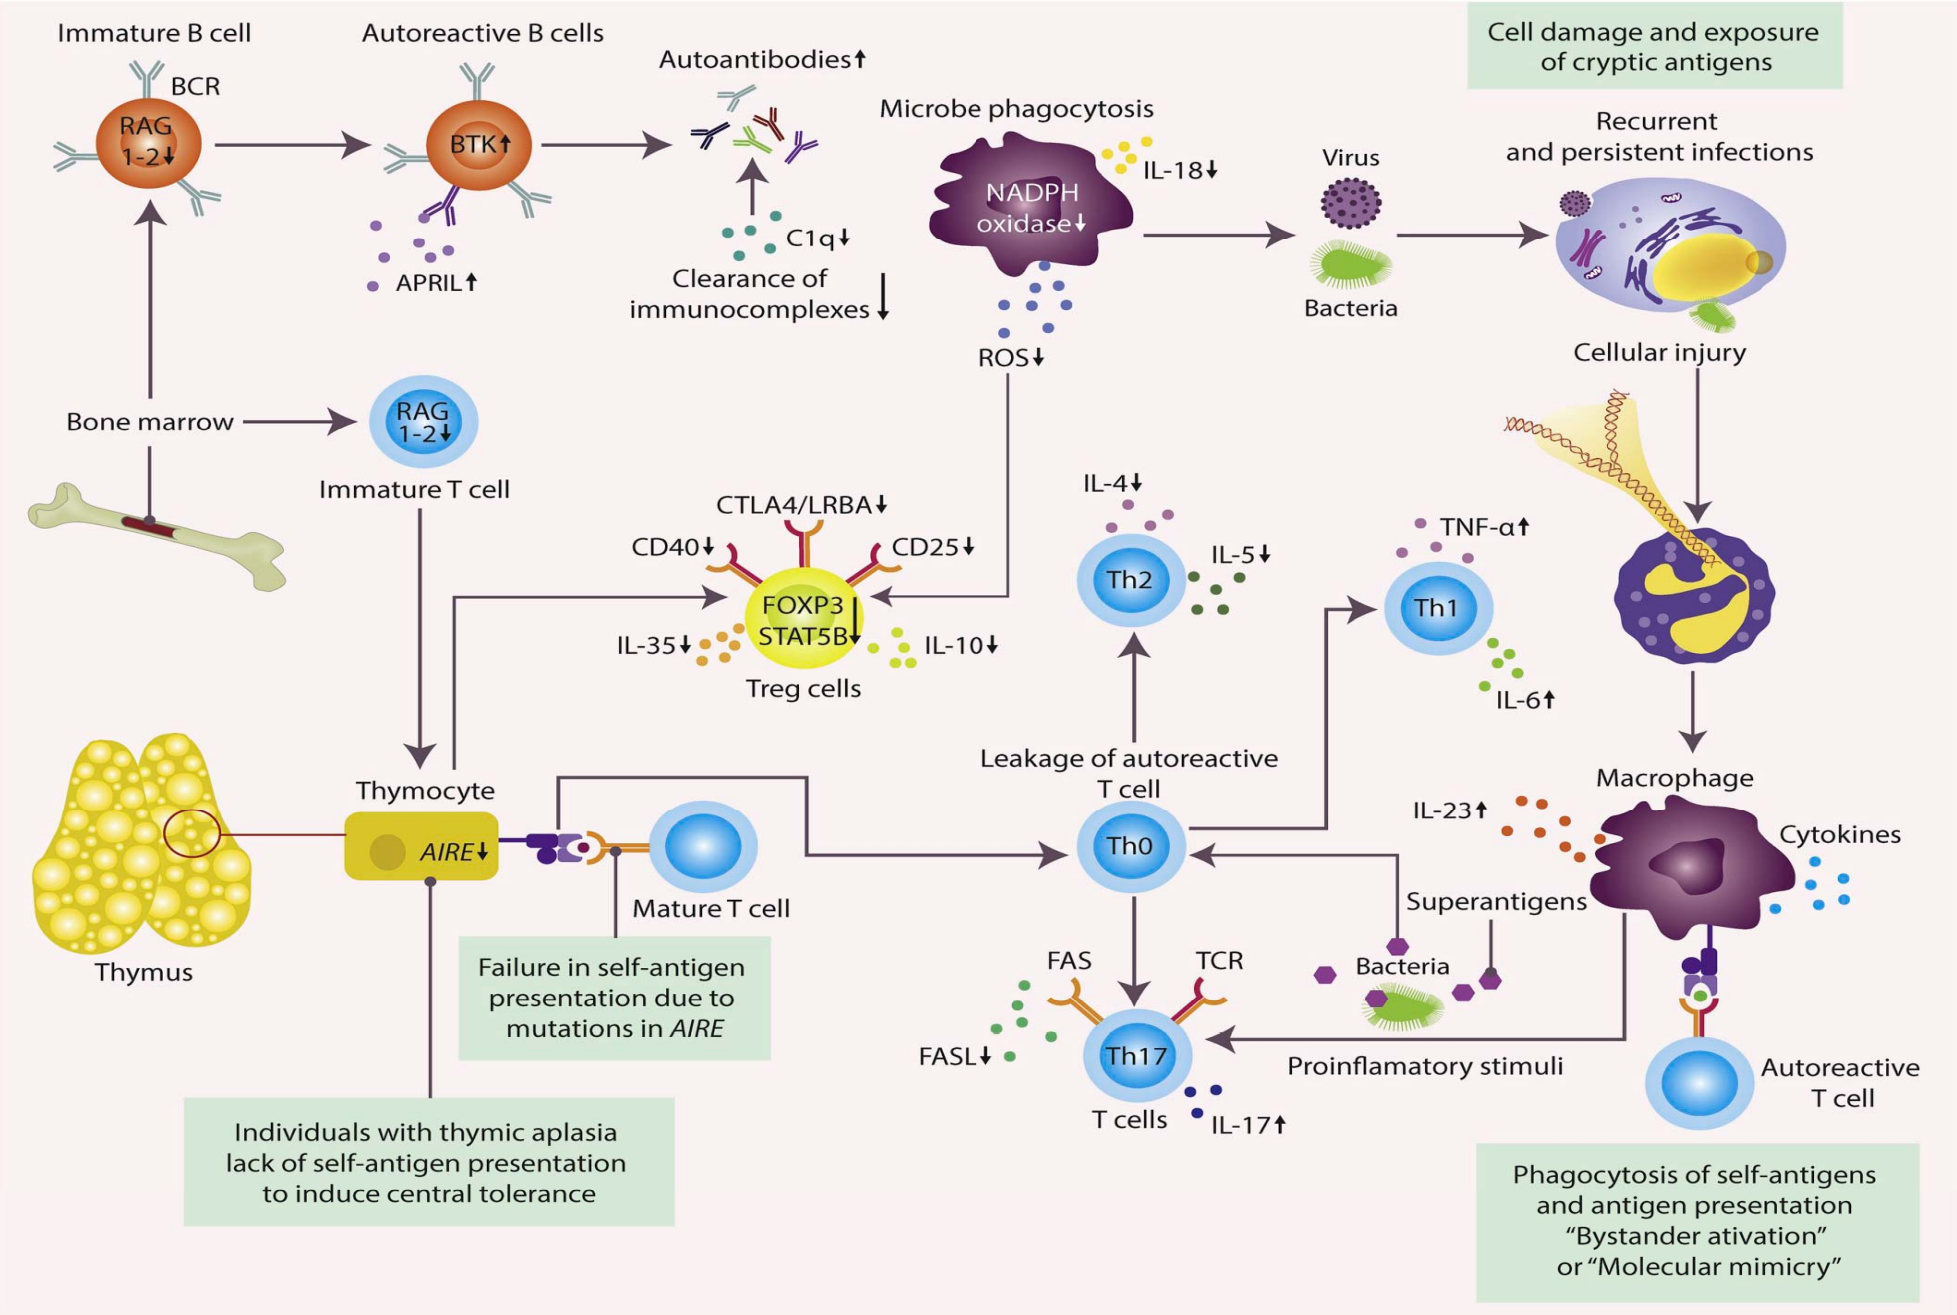 Immature B cell
BCR
RAG
1-2↓
Autoreactive B cells
BTK↑
APRIL↑
Autoantibodies↑
C1q↓
Clearance of
immunocomplexes ↓
Microbe phagocytosis
IL-18↓
NADPH
oxidase↓
ROS↓
Virus
Bacteria
Cell damage and exposure
of cryptic antigens
Recurrent
and persistent infections
Cellular injury
Bone marrow
RAG
1-2↓
Immature T cell
CTLA4/LRBA↓
CD40↓
CD25↓
FOXP3
STAT5B↓
IL-35↓
IL-10↓
Treg cells
IL-4↓
IL-5↓
Th2
TNF-α↑
Th1
IL-6↑
Leakage of autoreactive
T cell
Th0
Thymus
Thymocyte
AIRE↓
Mature T cell
Failure in self-antigen
presentation due to
mutations in AIRE
Individuals with thymic aplasia
lack of self-antigen presentation
to induce central tolerance
FAS
TCR
FASL↓
Th17
T cells
IL-17↑
Superantigens
Bacteria
Proinflamatory stimuli
Macrophage
IL-23↑
Cytokines
Autoreactive
T cell
Phagocytosis of self-antigens
and antigen presentation
“Bystander ativation”
or “Molecular mimicry”